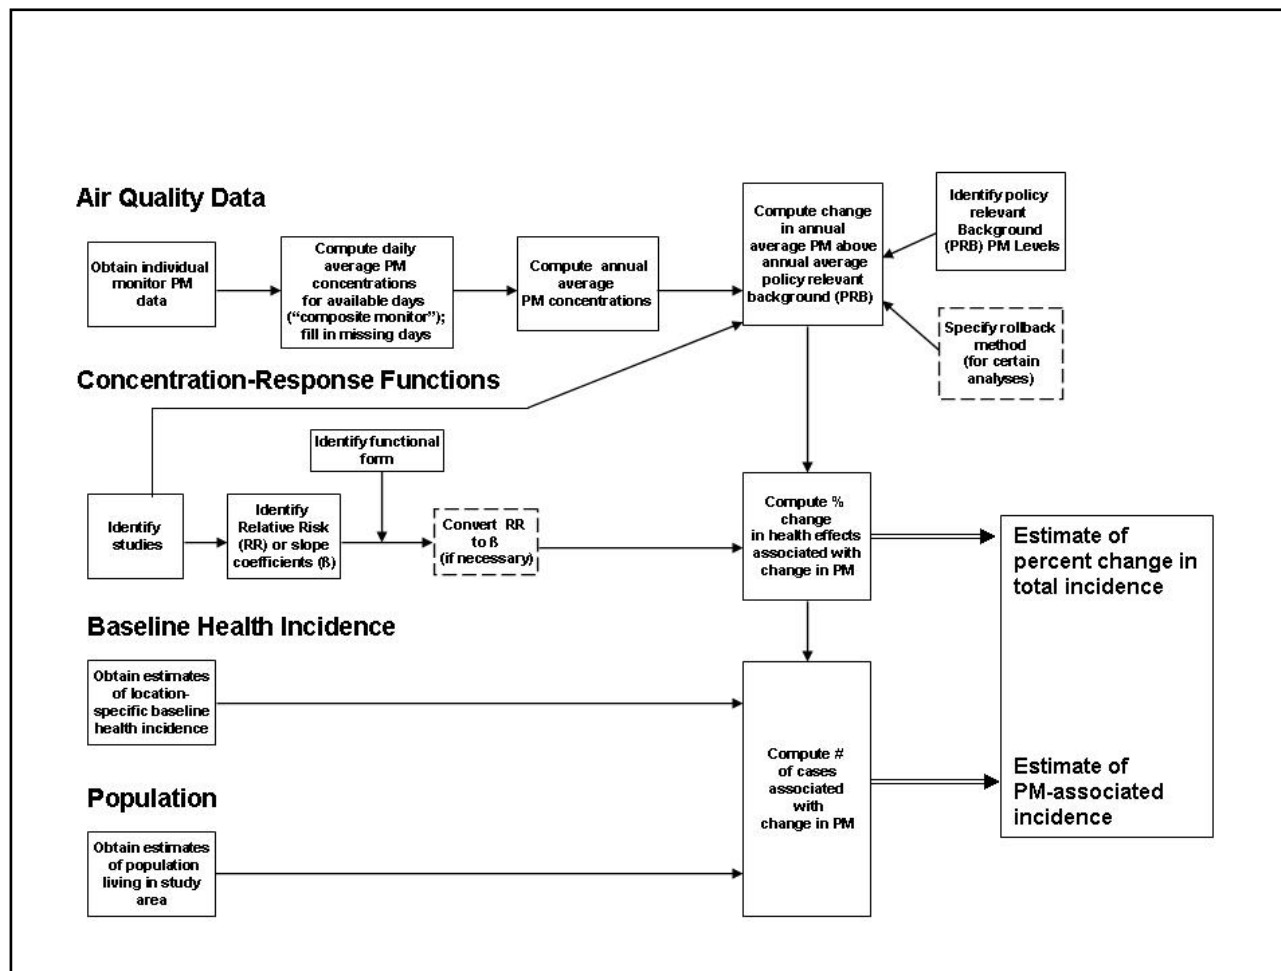 Air Quality Data
Obtain individual
monitor PM
data
Compute daily
average PM
concentrations
for available days
(“composite monitor”);
fill in missing days
Compute annual
average
PM concentrations
Compute change
in annual
average PM above
annual average
policy relevant
background (PRB)
Identify policy
relevant
Background
(PRB) PM Levels
Specify rollback
method
(for certain
analyses)
Concentration-Response Functions
Identify functional
form
Identify
studies
Identify
Relative Risk
(RR) or slope
coefficients (ß)
Convert RR
to ß
(if necessary)
Compute %
change
in health effects
associated with
change in PM
Estimate of
percent change in
total incidence
Baseline Health Incidence
Obtain estimates
of location-
specific baseline
health incidence
Compute #
of cases
associated
with
change in PM
Estimate of
PM-associated
incidence
Population
Obtain estimates
of population
living in study
area